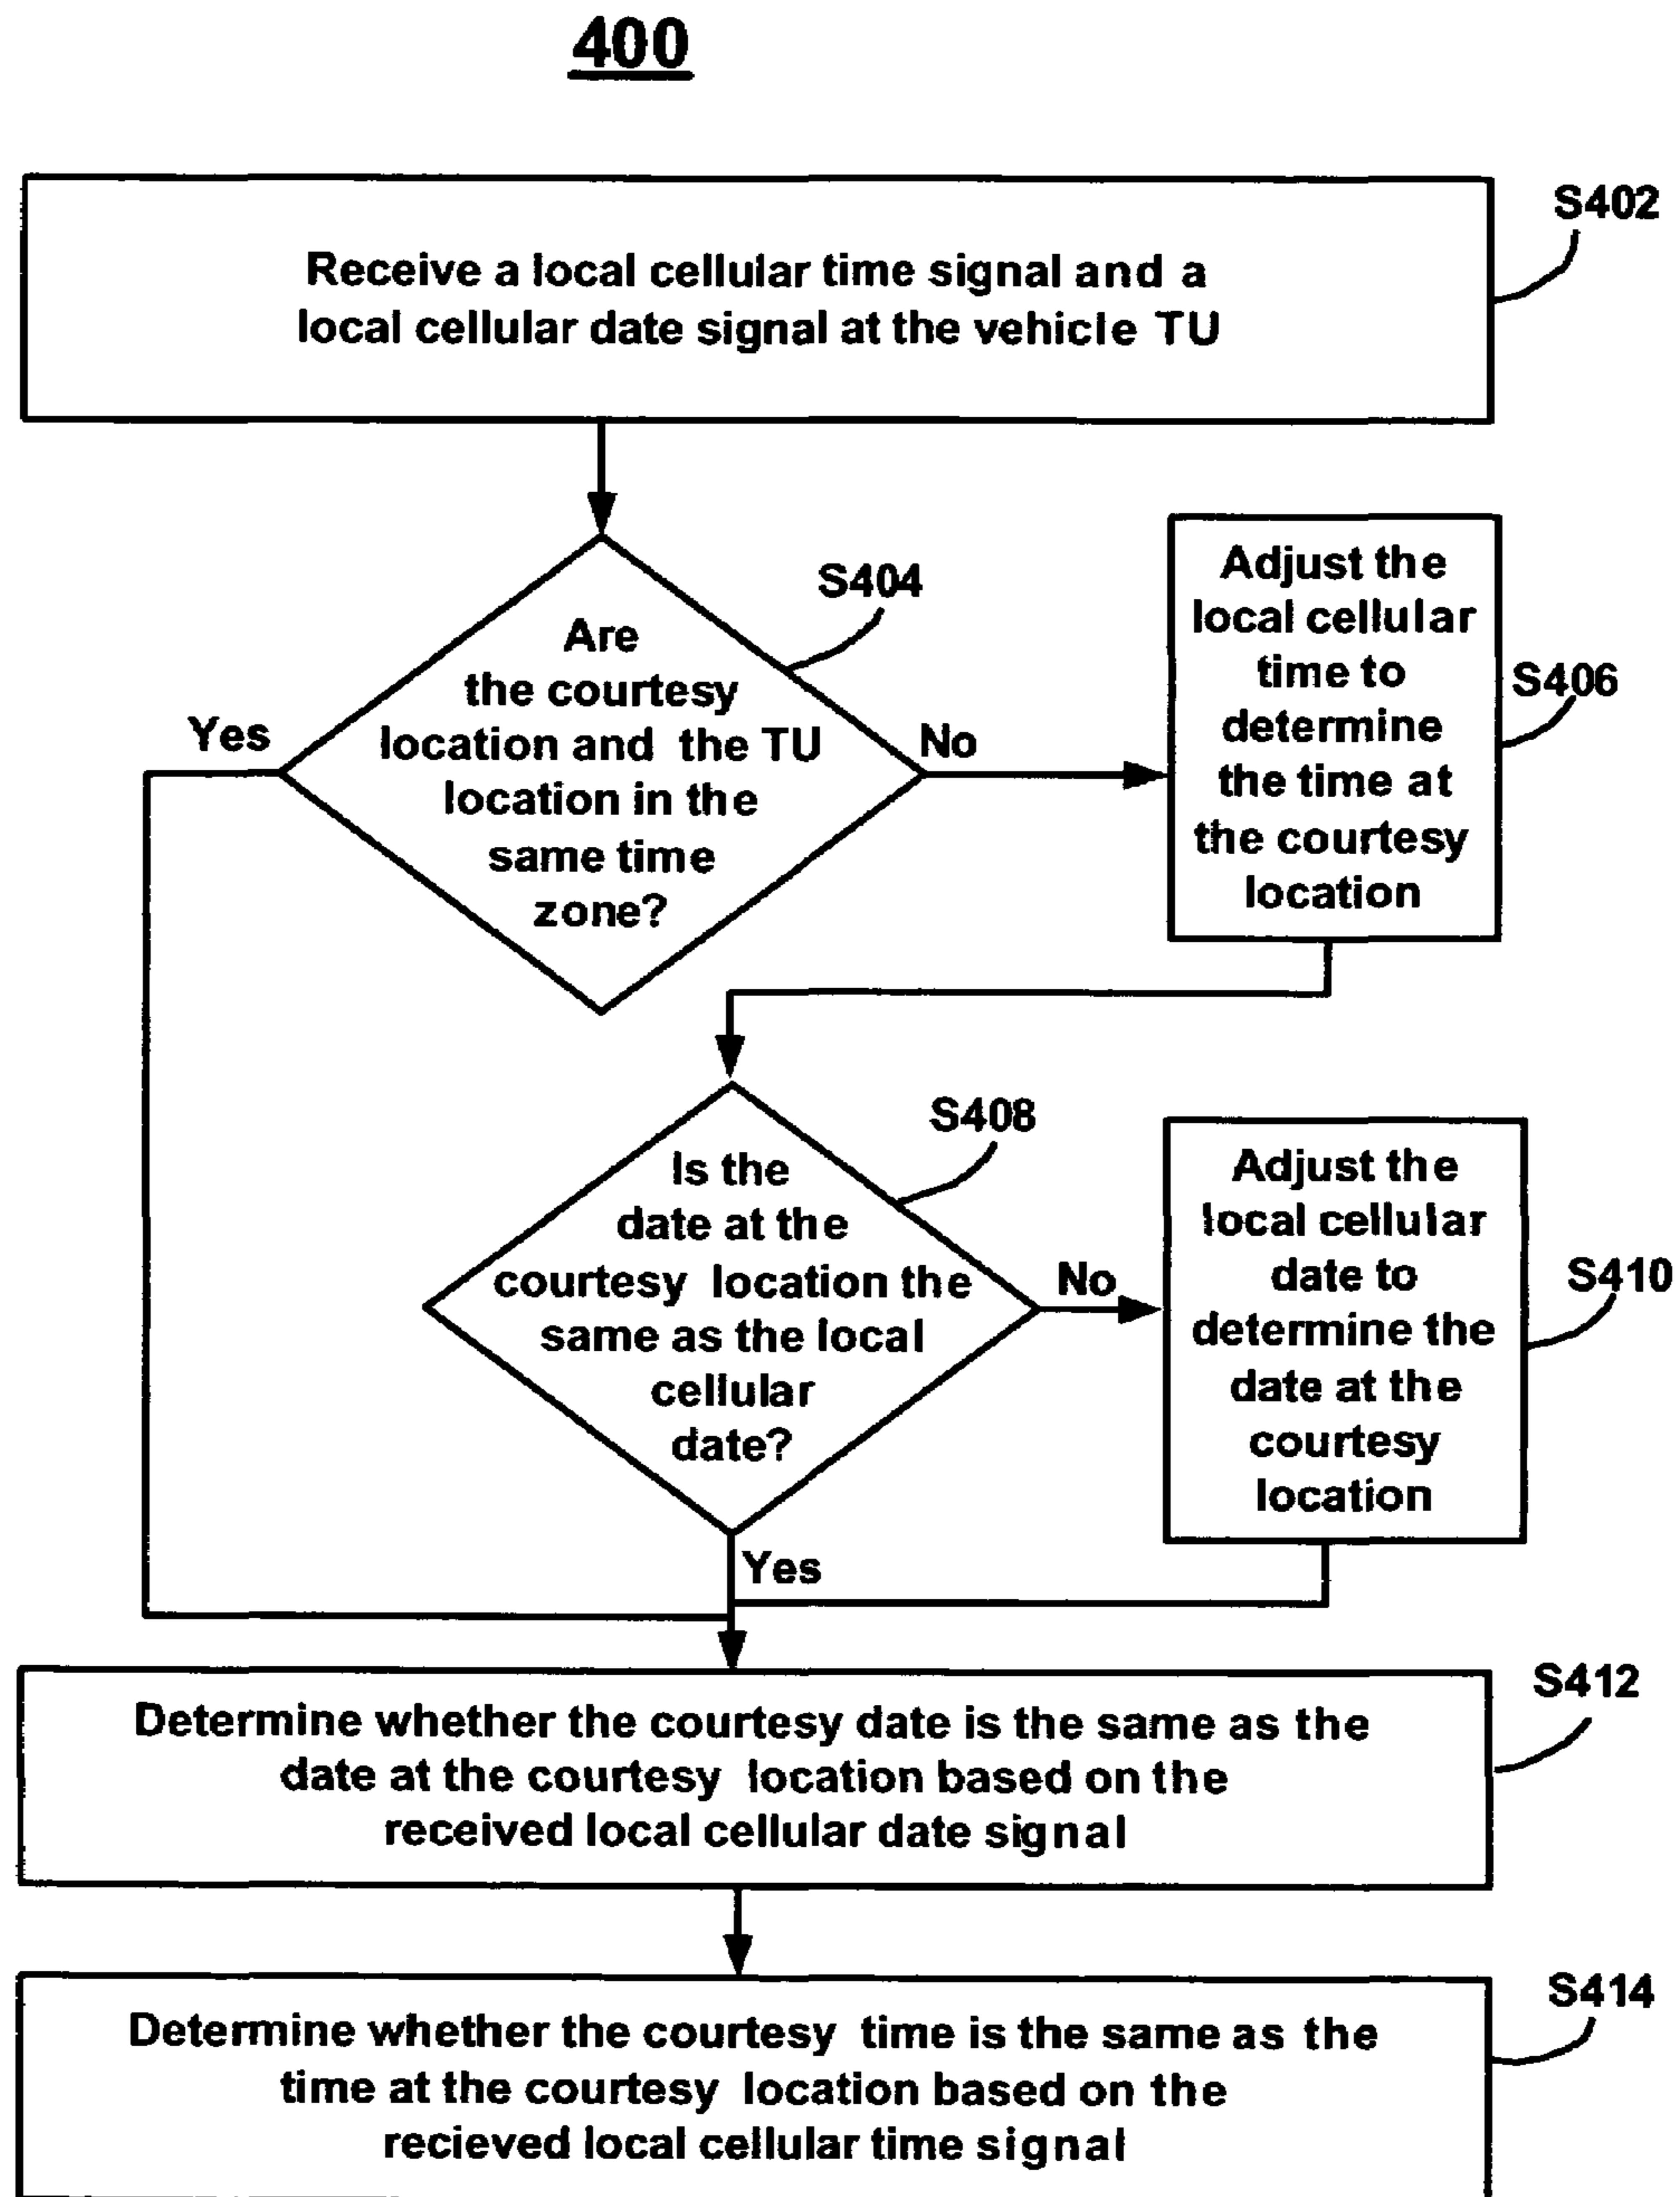 400
S402
Receive a local cellular time signal and a
local cellular date signal at the vehicle TU
S404
Are
the courtesy
location and the TU
location in the
same time
zone?
Yes
No
Adjust the
local cellular
time to
determine
the time at
the courtesy
location
S406
S408
Is the
date at the
courtesy location the
same as the local
cellular
date?
No
Yes
Adjust the
local cellular
date to
determine the
date at the
courtesy
location
S410
S412
Determine whether the courtesy date is the same as the
date at the courtesy location based on the
received local cellular date signal
S414
Determine whether the courtesy time is the same as the
time at the courtesy location based on the
recieved local cellular time signal